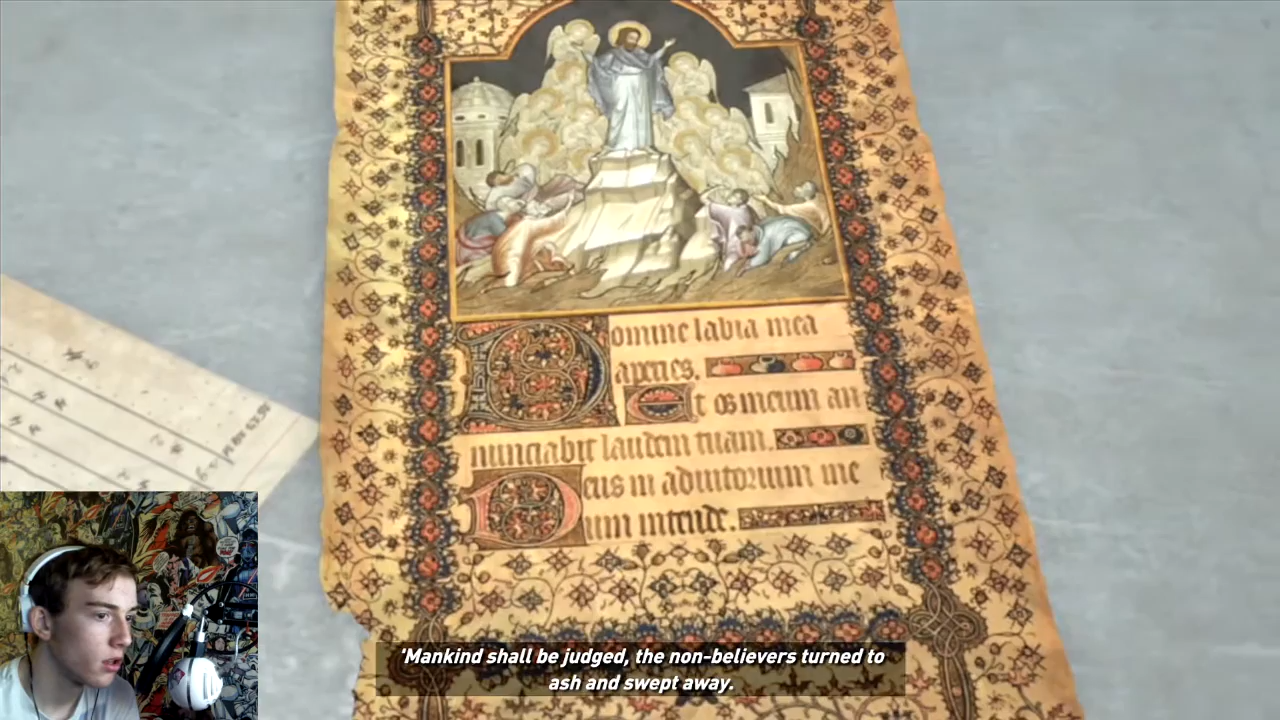 Domine labia mea
aperies.
Et os meum an
nunciabit laudem tuam.
Deus in adiutorium me
um intende.
'Mankind shall be judged, the non-believers turned to
ash and swept away.